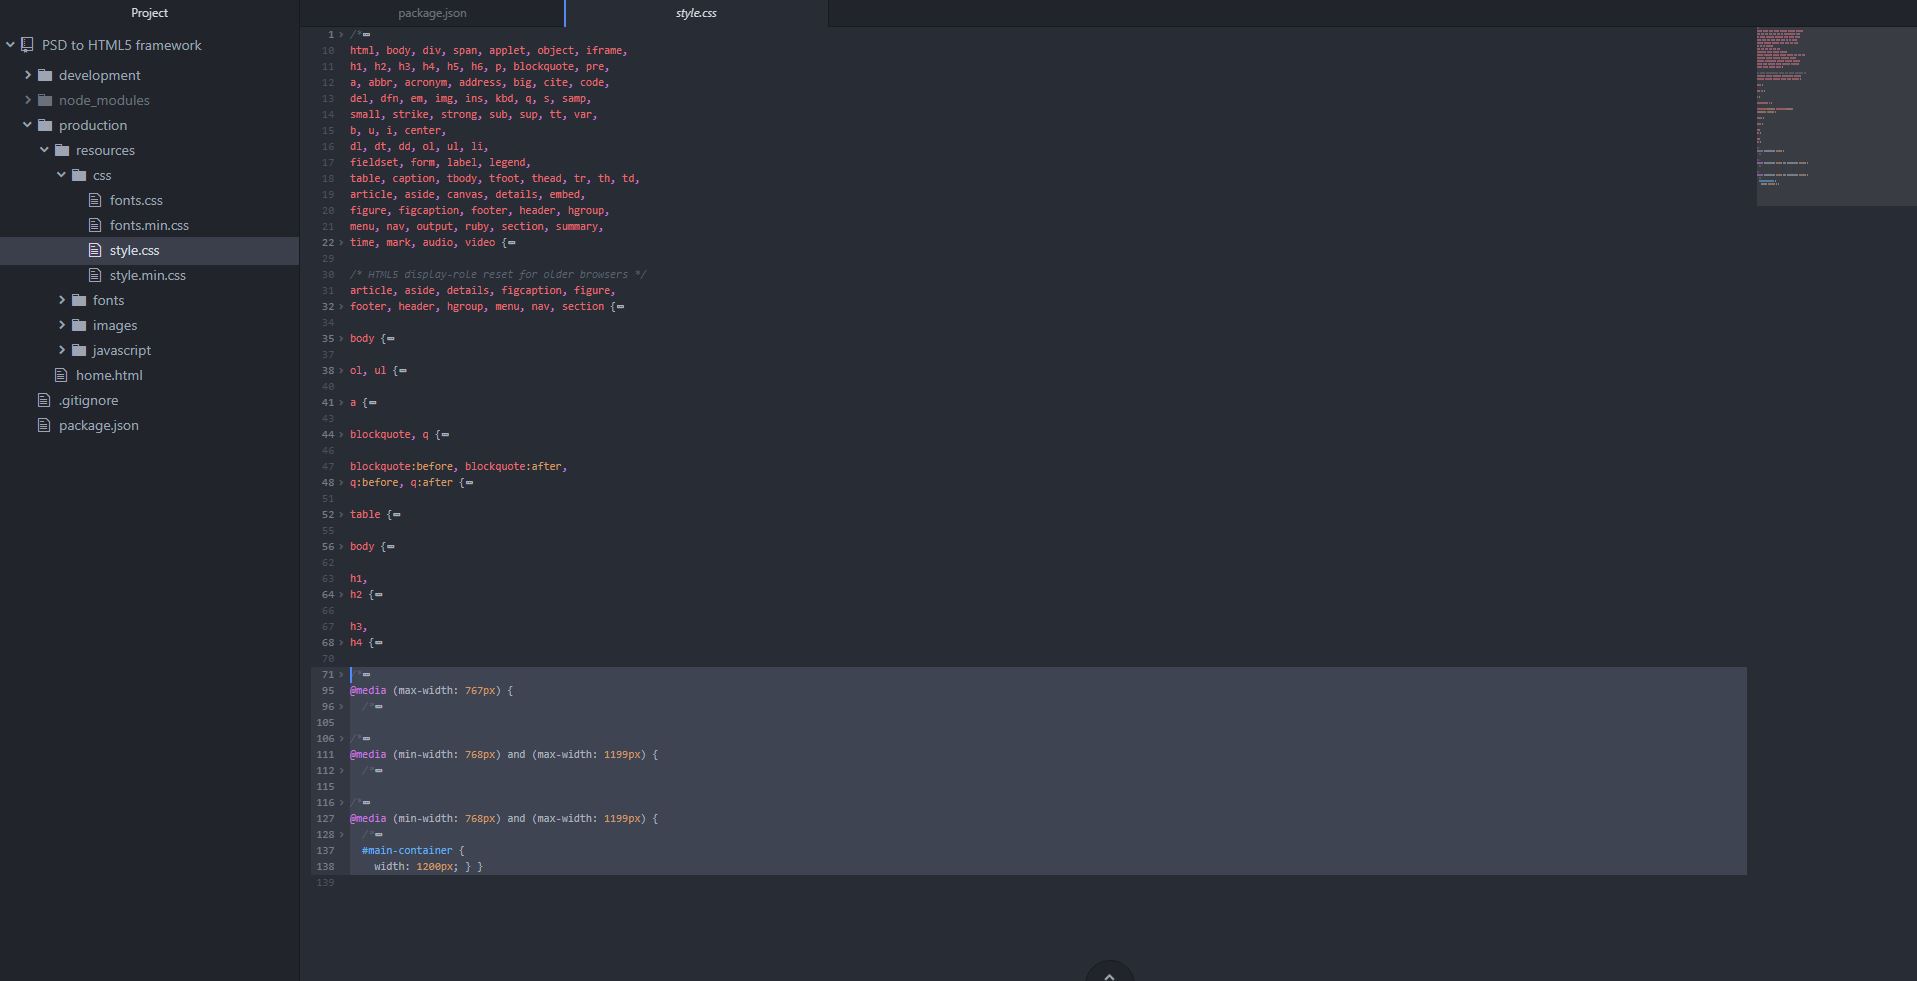 Project
PSD to HTML5 framework
development
node_modules
production
resources
css
fonts.css
fonts.min.css
style.css
style.min.css
fonts
images
javascript
home.html
.gitignore
package.json
package.json
style.css
1 /*
10 html, body, div, span, applet, object, iframe,
11 h1, h2, h3, h4, h5, h6, p, blockquote, pre,
12 a, abbr, acronym, address, big, cite, code,
13 del, dfn, em, img, ins, kbd, q, s, samp,
14 small, strike, strong, sub, sup, tt, var,
15 b, u, i, center,
16 dl, dt, dd, ol, ul, li,
17 fieldset, form, label, legend,
18 table, caption, tbody, tfoot, thead, tr, th, td,
19 article, aside, canvas, details, embed,
20 figure, figcaption, footer, header, hgroup,
21 menu, nav, output, ruby, section, summary,
22 time, mark, audio, video {
29
30 /* HTML5 display-role reset for older browsers */
31 article, aside, details, figcaption, figure,
32 footer, header, hgroup, menu, nav, section {
34
35 body {
37
38 ol, ul {
40
41 a {
43
44 blockquote, q {
46
47 blockquote:before, blockquote:after,
48 q:before, q:after {
51
52 table {
55
56 body {
62
63 h1,
64 h2 {
66
67 h3,
68 h4 {
70
71 /*
95 @media (max-width: 767px) {
96 /*
105
106 /*
111 @media (min-width: 768px) and (max-width: 1199px) {
112 /*
115
116 /*
127 @media (min-width: 768px) and (max-width: 1199px) {
128 /*
137 #main-container {
138 width: 1200px; } }
139